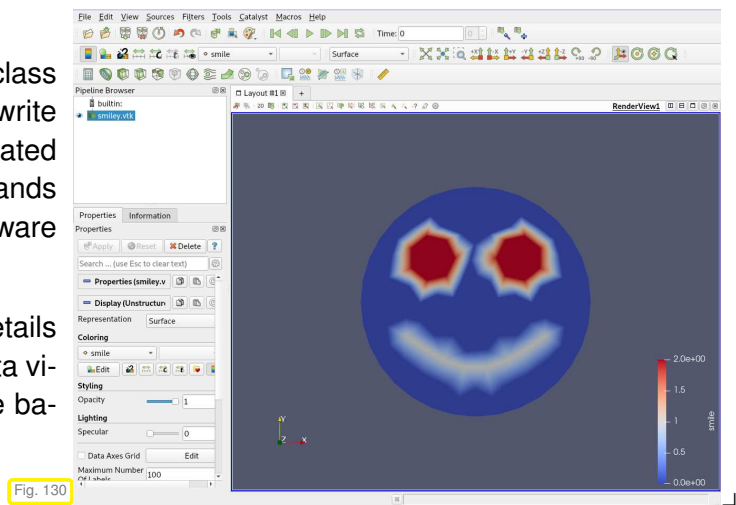 class
write
ated
ands
ware
etails
ta vi-
e ba-
File Edit View Sources Filters Tools Catalyst Macros Help
Time: 0
0
smile
Surface
Pipeline Browser
builtin:
smiley.vtk
Layout #1
+
2D
RenderView1
Properties Information
Properties
Apply Reset Delete ?
Search ... (use Esc to clear text)
Properties (smiley.v
Display (Unstructur
Representation Surface
Coloring
smile
Edit
Styling
Opacity 1
Lighting
Specular 0
Data Axes Grid Edit
Maximum Number
Of Labels 100
Y
Z X
2.0e+00
1.5
1
0.5
0.0e+00
smile
Fig. 130